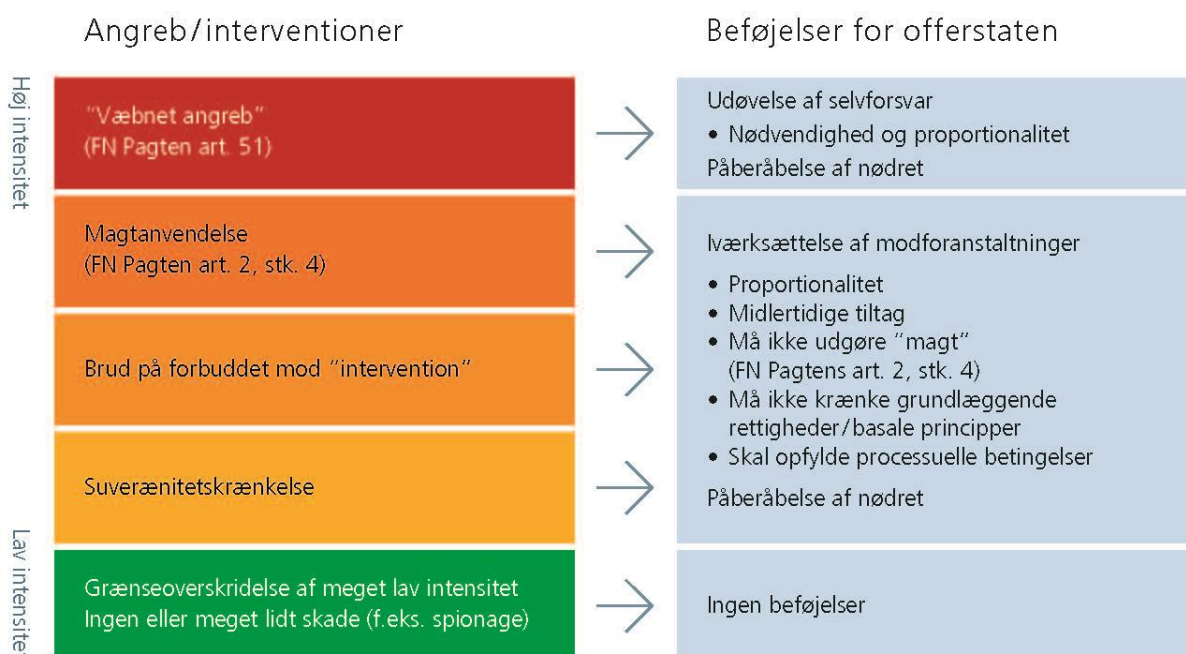 Angreb/interventioner
Beføjelser for offerstaten
Høj intensitet
"Væbnet angreb"
(FN Pagten art. 51)
Udøvelse af selvforsvar
• Nødvendighed og proportionalitet
Påberåbelse af nødret
Magtanvendelse
(FN Pagten art. 2, stk. 4)
Brud på forbuddet mod "intervention"
Suverænitetskrænkelse
Iværksættelse af modforanstaltninger
• Proportionalitet
• Midlertidige tiltag
• Må ikke udgøre "magt"
(FN Pagtens art. 2, stk. 4)
• Må ikke krænke grundlæggende
rettigheder/basale principper
• Skal opfylde processuelle betingelser
Påberåbelse af nødret
Lav intensitet
Grænseoverskridelse af meget lav intensitet
Ingen eller meget lidt skade (f.eks. spionage)
Ingen beføjelser